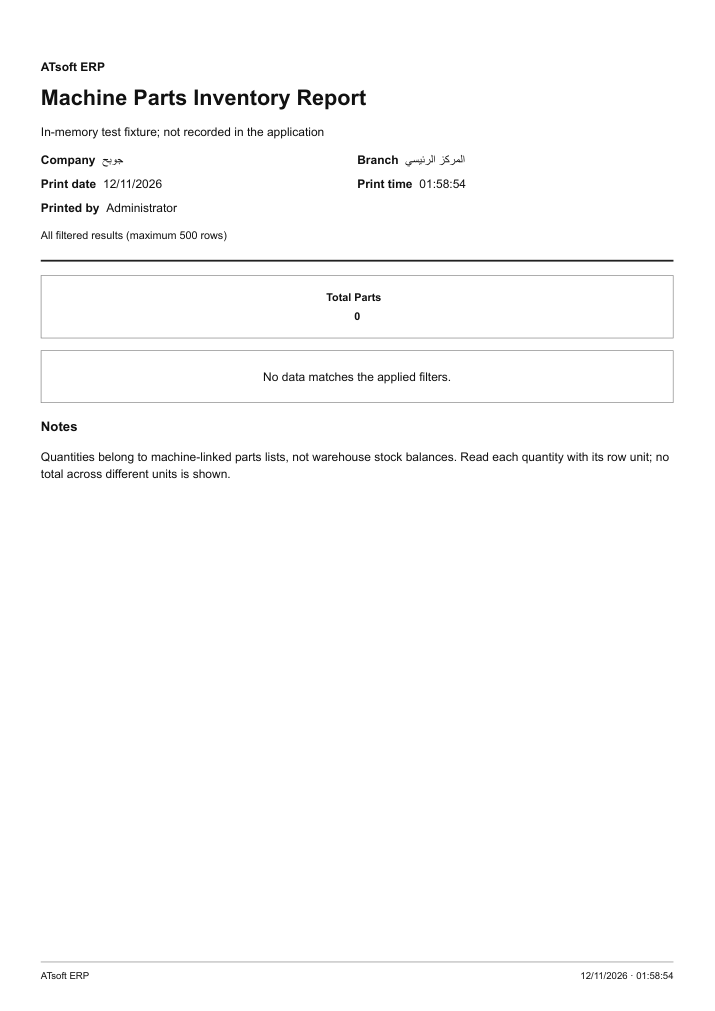 ATsoft ERP
Machine Parts Inventory Report
In-memory test fixture; not recorded in the application
Company جويح
Branch المركز الرئيسي
Print date 12/11/2026
Print time 01:58:54
Printed by Administrator
All filtered results (maximum 500 rows)
Total Parts
0
No data matches the applied filters.
Notes
Quantities belong to machine-linked parts lists, not warehouse stock balances. Read each quantity with its row unit; no
total across different units is shown.
ATsoft ERP
12/11/2026 · 01:58:54